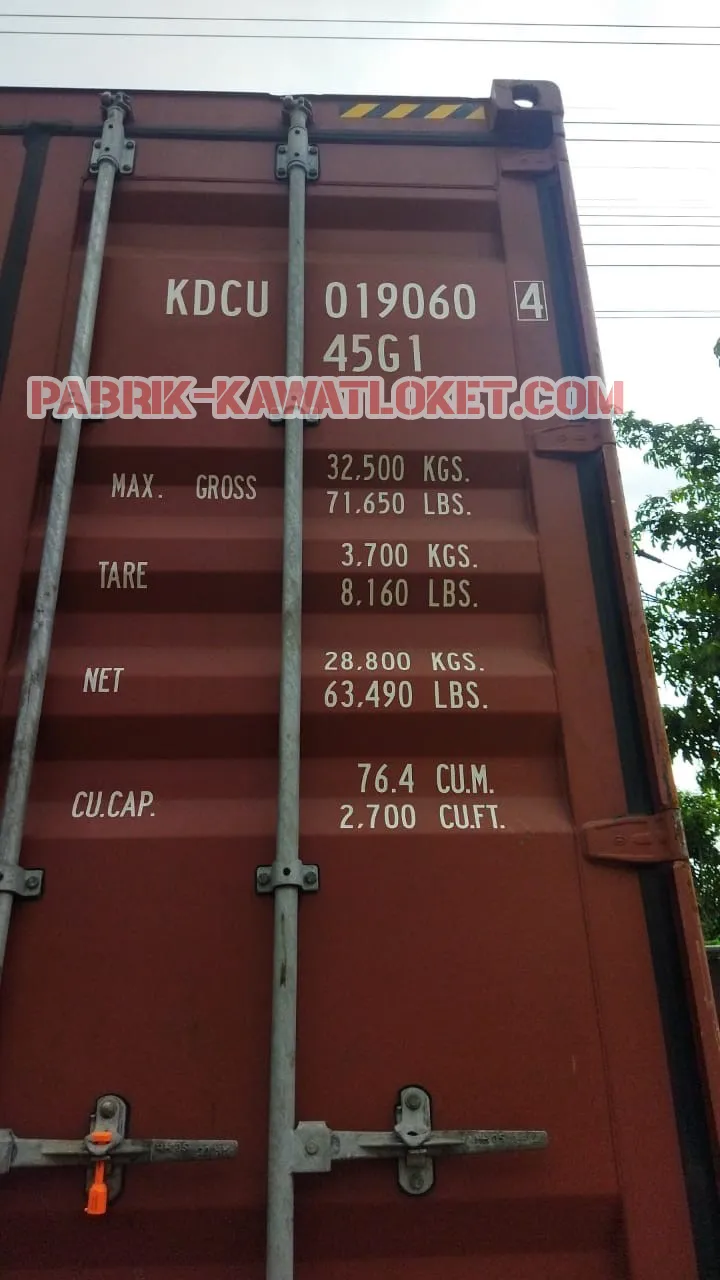 KDCU 019060 4
45G1
PABRIK-KAWATLOKET.COM
MAX. GROSS 32,500 KGS.
71,650 LBS.
TARE 3,700 KGS.
8,160 LBS.
NET 28,800 KGS.
63,490 LBS.
CU.CAP. 76.4 CU.M.
2,700 CU.FT.